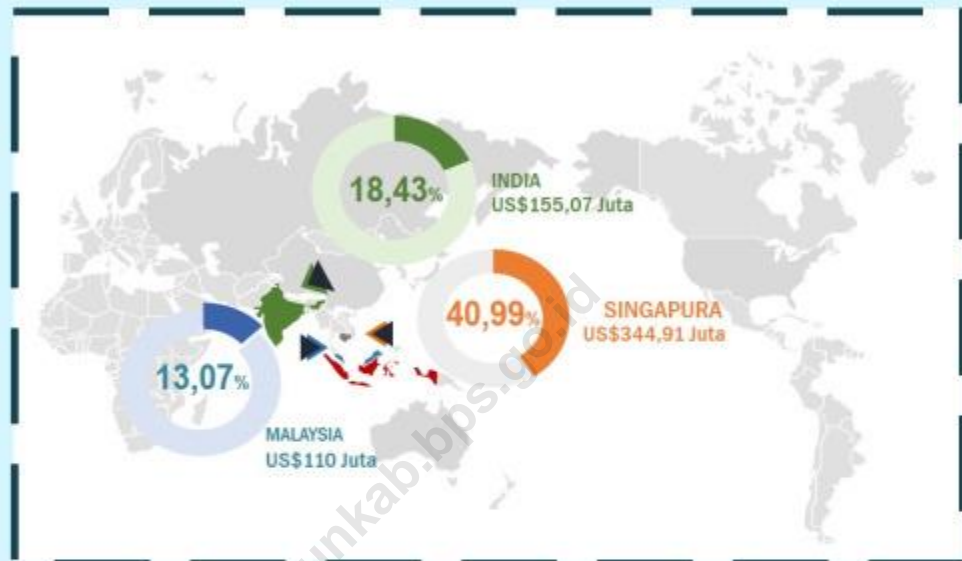 18,43%
INDIA
US$155,07 Juta
40,99%
SINGAPURA
US$344,91 Juta
13,07%
MALAYSIA
US$110 Juta